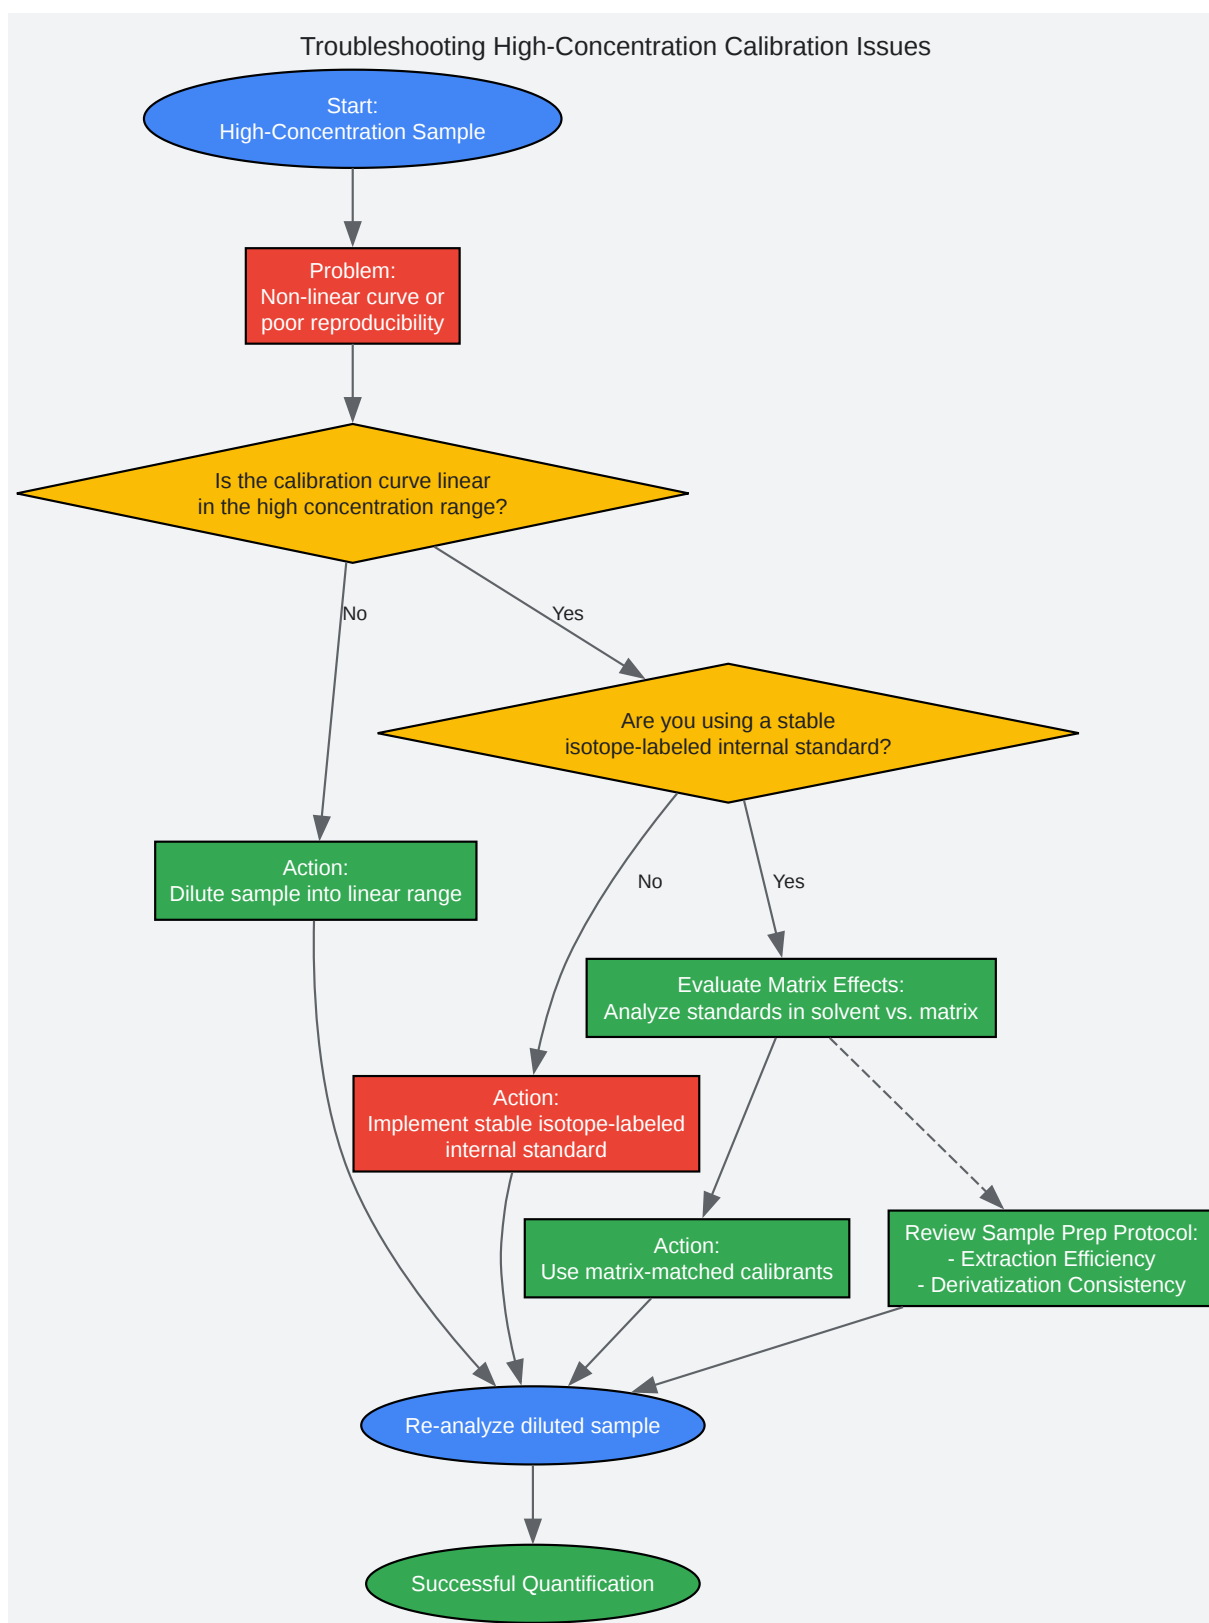 Troubleshooting High-Concentration Calibration Issues
Start:
High-Concentration Sample
Problem:
Non-linear curve or
poor reproducibility
Is the calibration curve linear
in the high concentration range?
No
Yes
Are you using a stable
isotope-labeled internal standard?
Action:
Dilute sample into linear range
No
Yes
Evaluate Matrix Effects:
Analyze standards in solvent vs. matrix
Action:
Implement stable isotope-labeled
internal standard
Action:
Use matrix-matched calibrants
Review Sample Prep Protocol:
- Extraction Efficiency
- Derivatization Consistency
Re-analyze diluted sample
Successful Quantification